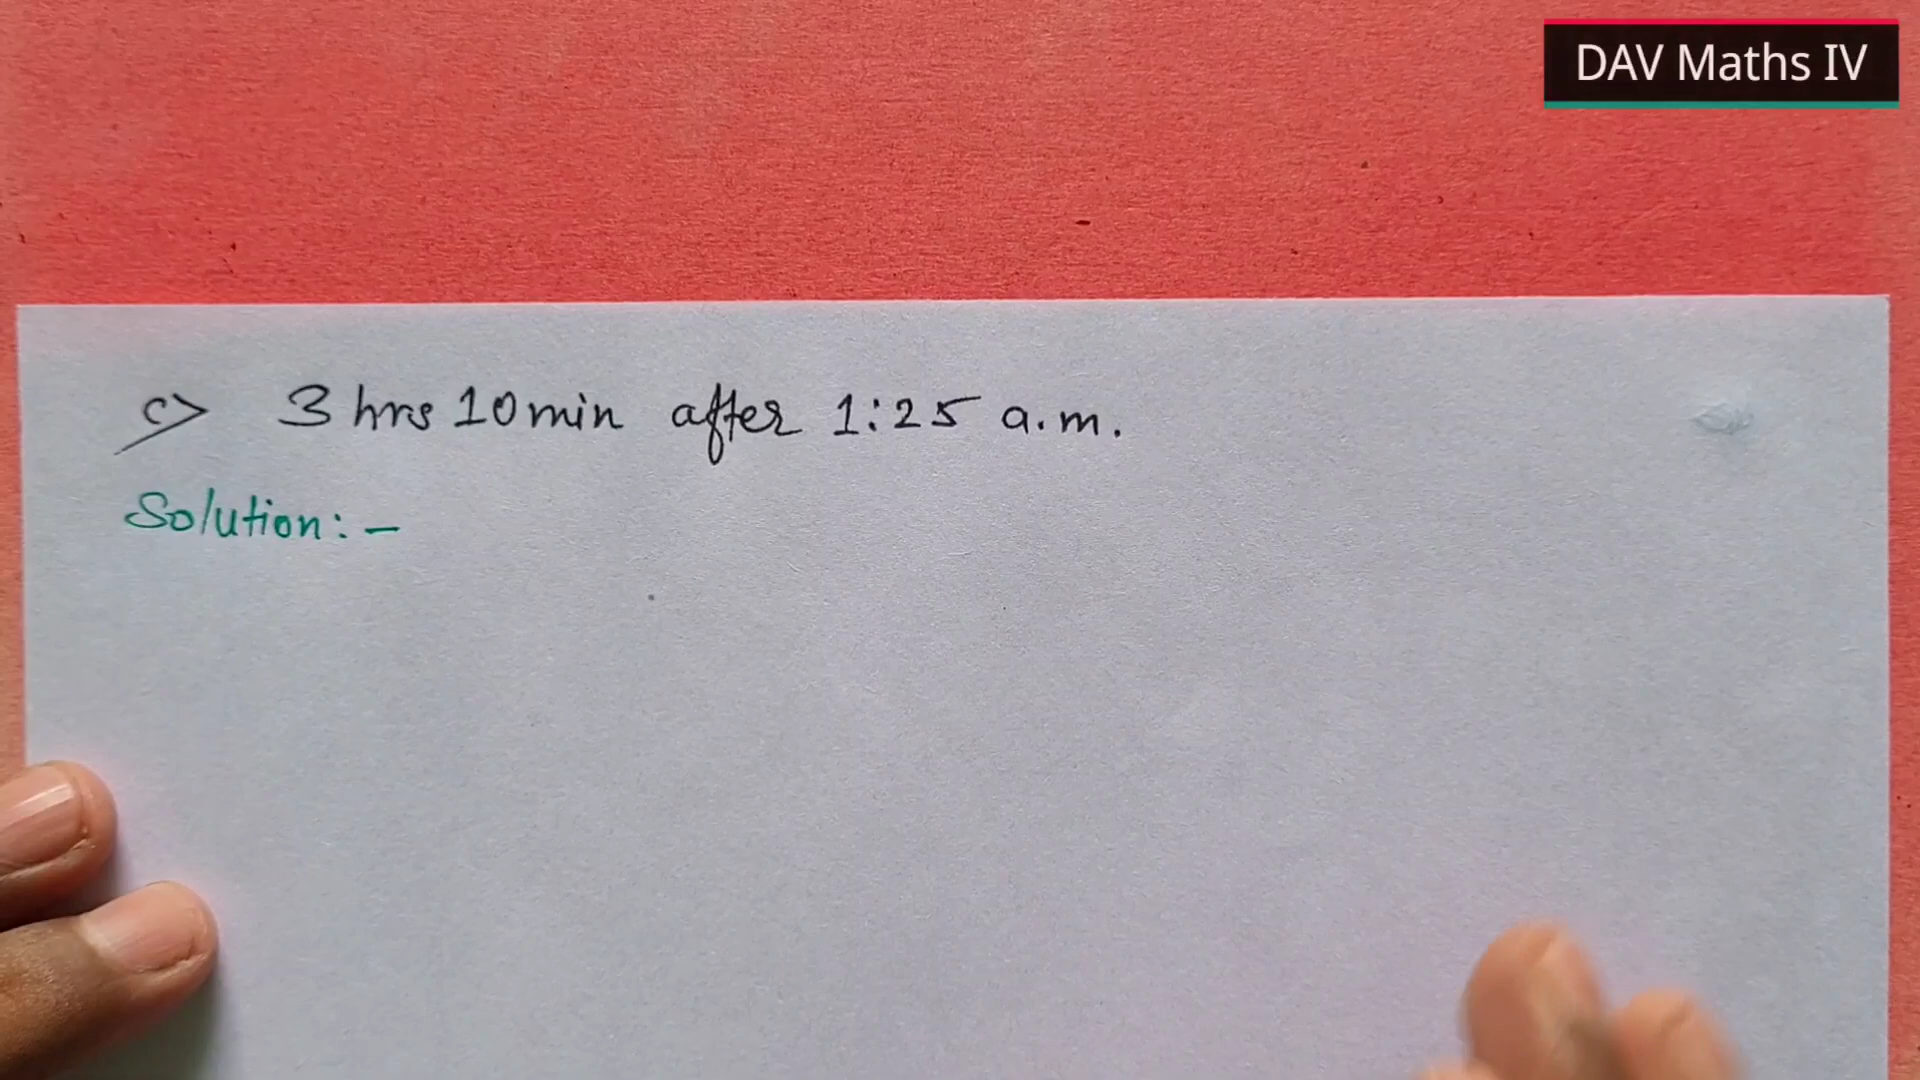 DAV Maths IV
c> 3 hrs 10 min after 1:25 a.m.
Solution: -